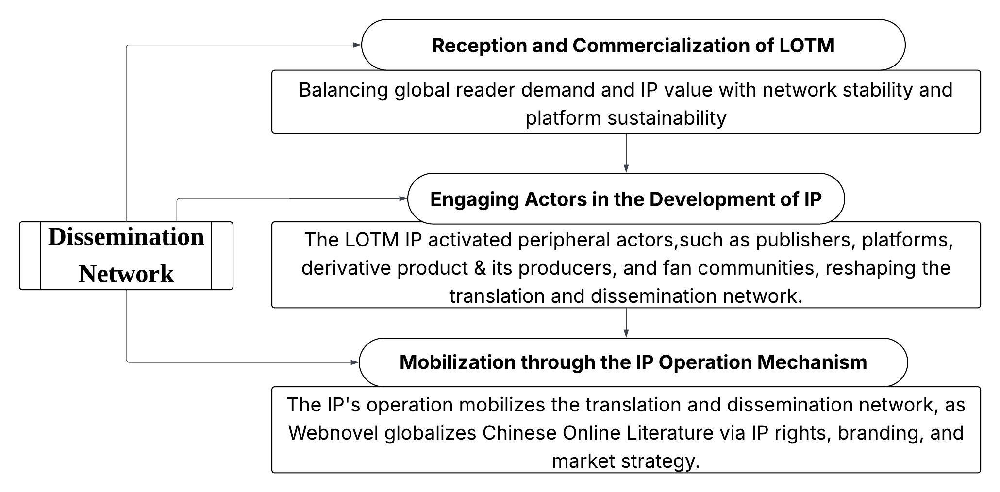 Reception and Commercialization of LOTM
Balancing global reader demand and IP value with network stability and
platform sustainability
Engaging Actors in the Development of IP
The LOTM IP activated peripheral actors,such as publishers, platforms,
derivative product & its producers, and fan communities, reshaping the
translation and dissemination network.
Dissemination
Network
Mobilization through the IP Operation Mechanism
The IP's operation mobilizes the translation and dissemination network, as
Webnovel globalizes Chinese Online Literature via IP rights, branding, and
market strategy.